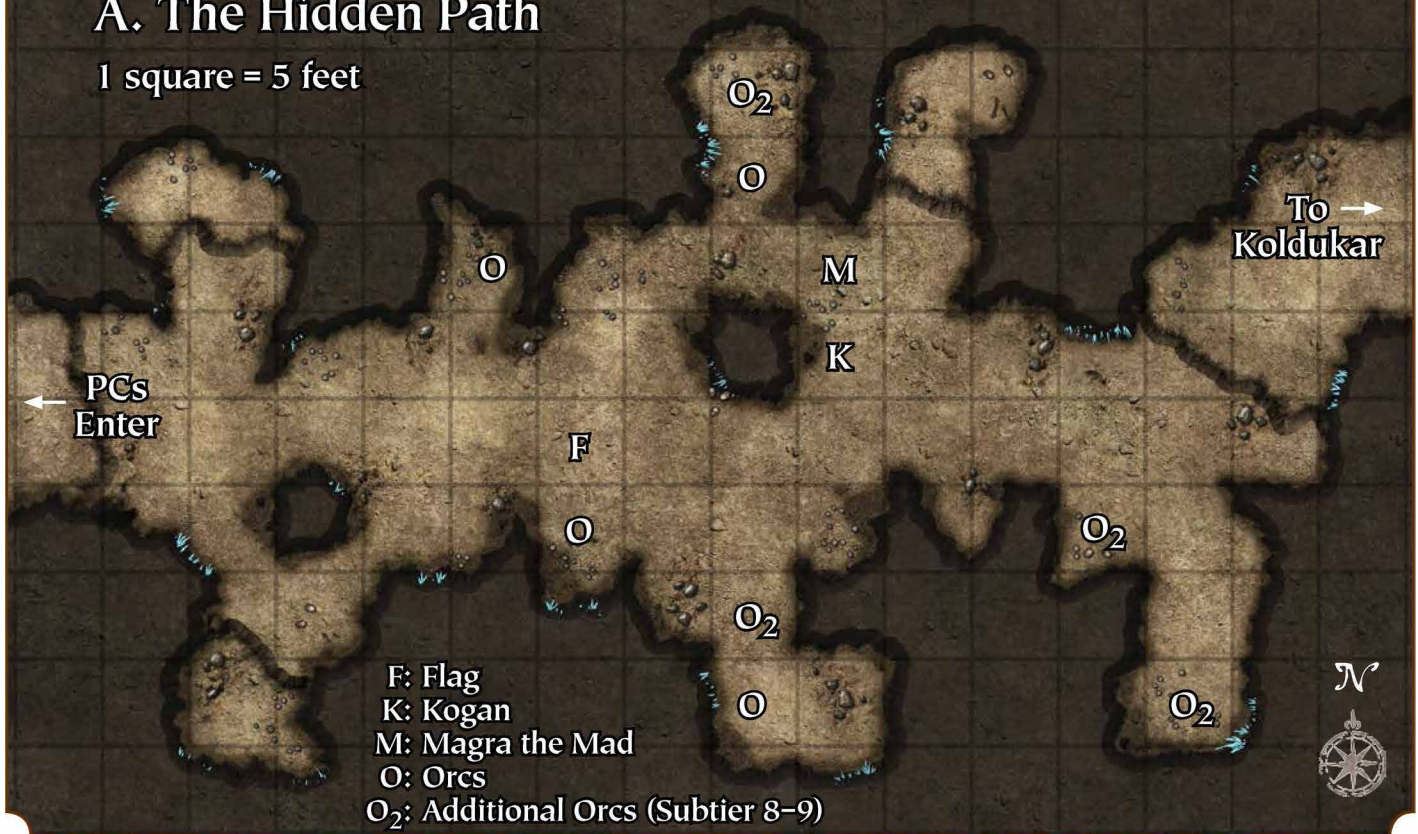 A. The Hidden Path
1 square = 5 feet
O2
O
To
Koldukar
O
M
K
PCs
Enter
F
O
O2
O2
O
O2
F: Flag
K: Kogan
M: Magra the Mad
O: Orcs
O2: Additional Orcs (Subtier 8–9)
N